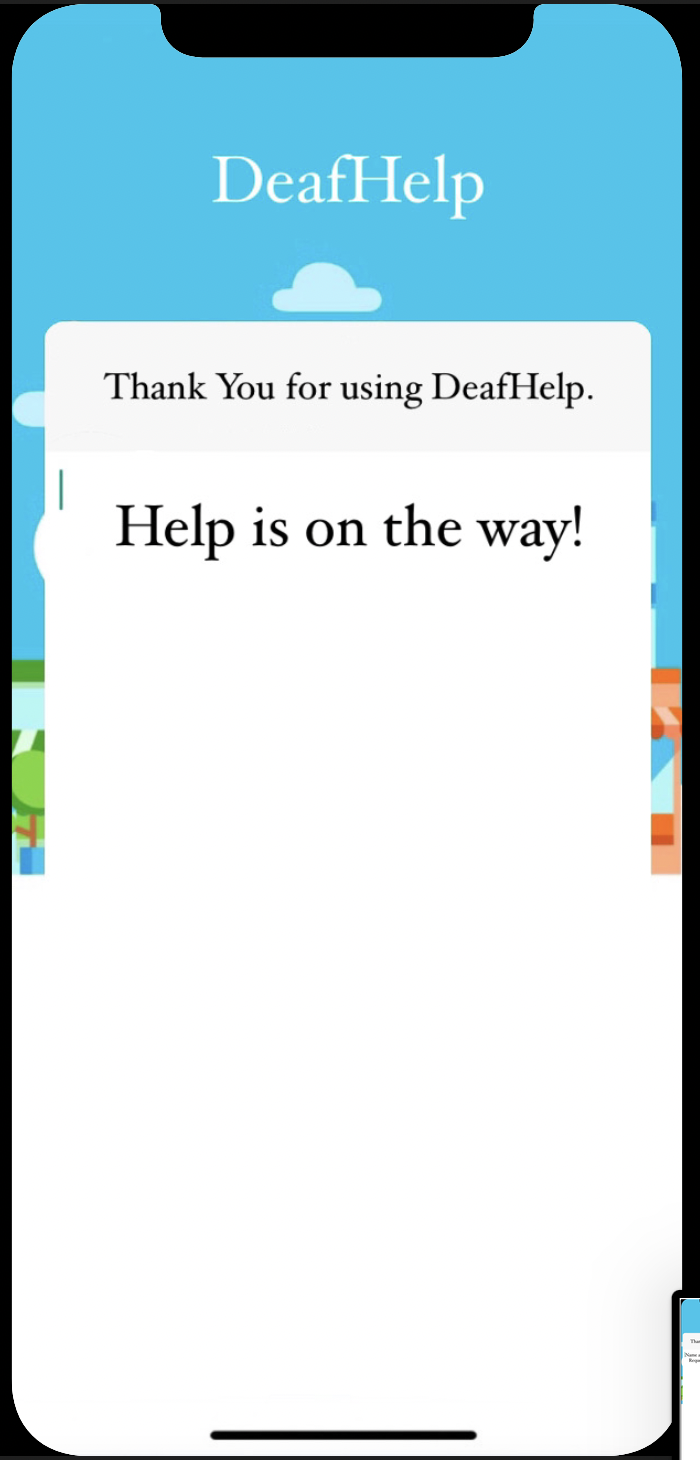 DeafHelp
Thank You for using DeafHelp.
Help is on the way!